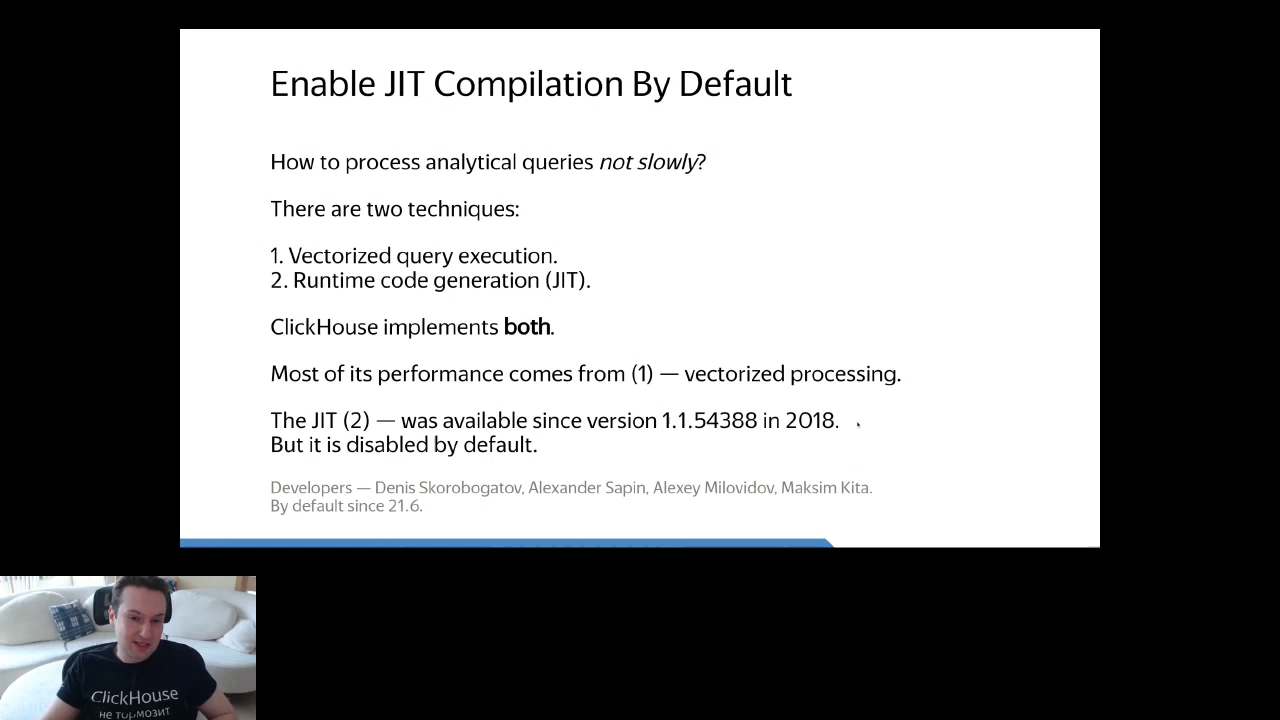 Enable JIT Compilation By Default
How to process analytical queries not slowly?
There are two techniques:
1. Vectorized query execution.
2. Runtime code generation (JIT).
ClickHouse implements both.
Most of its performance comes from (1) — vectorized processing.
The JIT (2) — was available since version 1.1.54388 in 2018.
But it is disabled by default.
Developers — Denis Skorobogatov, Alexander Sapin, Alexey Milovidov, Maksim Kita.
By default since 21.6.
ClickHouse
не тормозит